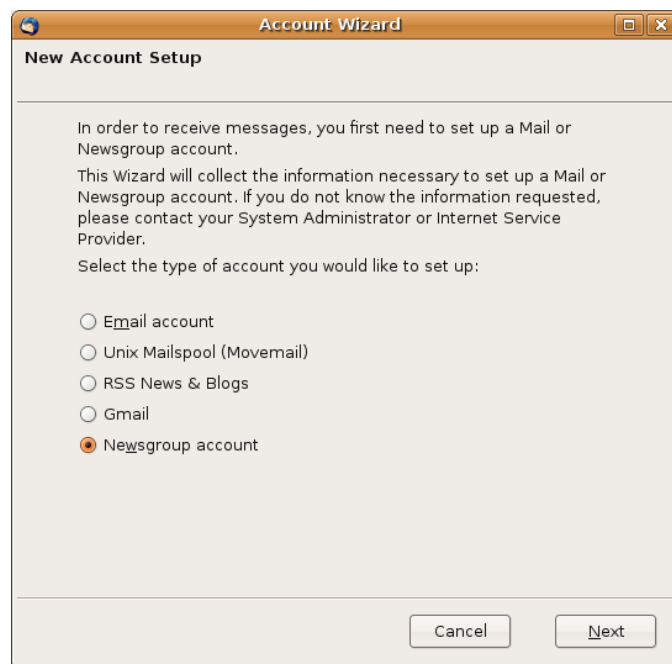 Account Wizard
New Account Setup
In order to receive messages, you first need to set up a Mail or
Newsgroup account.
This Wizard will collect the information necessary to set up a Mail or
Newsgroup account. If you do not know the information requested,
please contact your System Administrator or Internet Service
Provider.
Select the type of account you would like to set up:
Email account
Unix Mailspool (Movemail)
RSS News & Blogs
Gmail
Newsgroup account
Cancel
Next